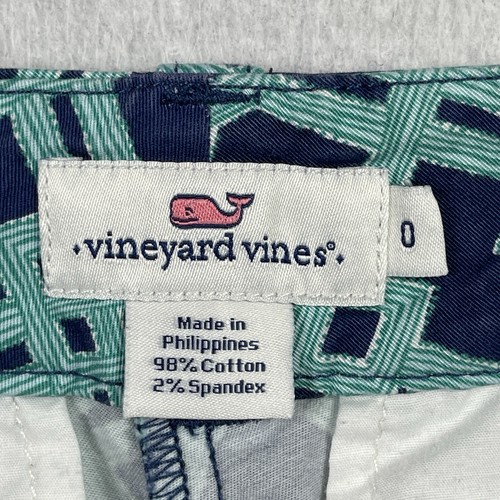 vineyard vines®
0
Made in
Philippines
98% Cotton
2% Spandex